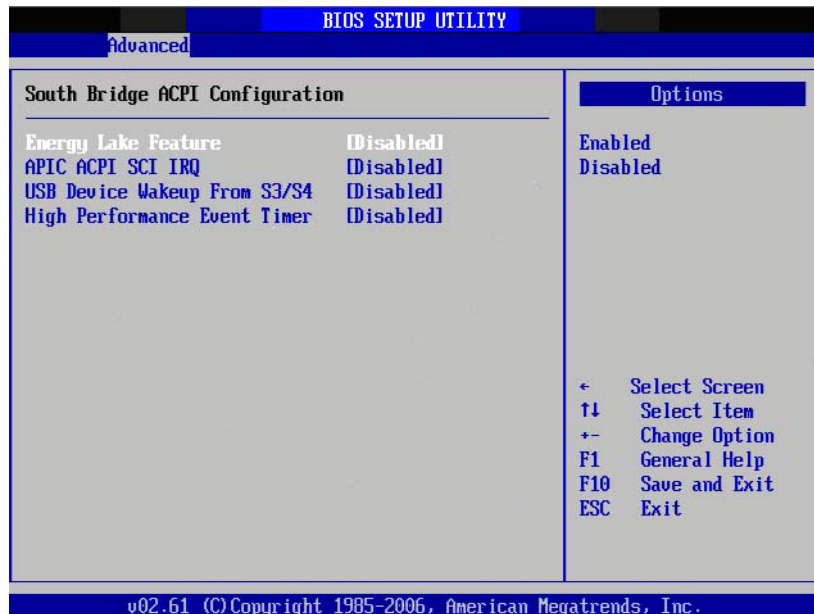 BIOS SETUP UTILITY
Advanced
South Bridge ACPI Configuration
Energy Lake Feature [Disabled]
APIC ACPI SCI IRQ [Disabled]
USB Device Wakeup From S3/S4 [Disabled]
High Performance Event Timer [Disabled]
Options
Enabled
Disabled
← Select Screen
↑↓ Select Item
+- Change Option
F1 General Help
F10 Save and Exit
ESC Exit
v02.61 (C)Copyright 1985-2006, American Megatrends, Inc.